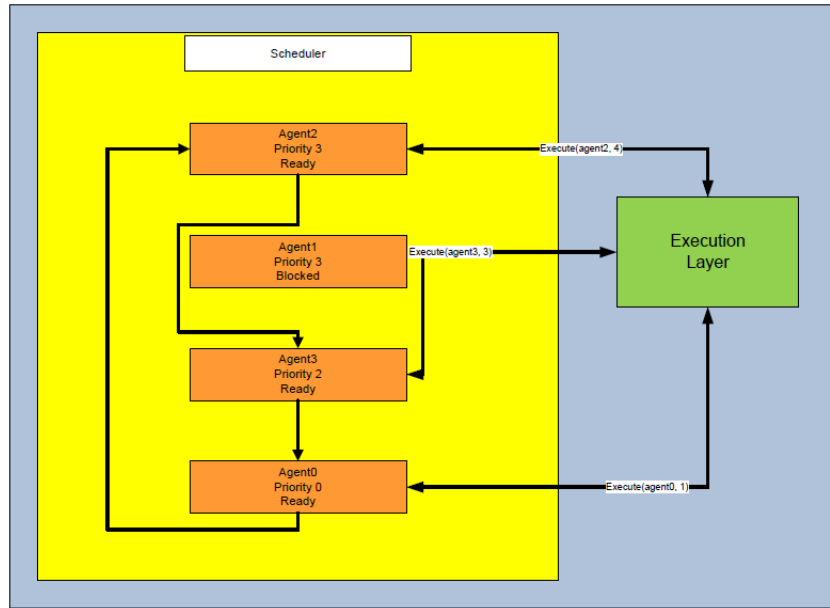 Scheduler
Agent2
Priority 3
Ready
Execute(agent2, 4)
Agent1
Priority 3
Blocked
Execute(agent3, 3)
Execution
Layer
Agent3
Priority 2
Ready
Agent0
Priority 0
Ready
Execute(agent0, 1)